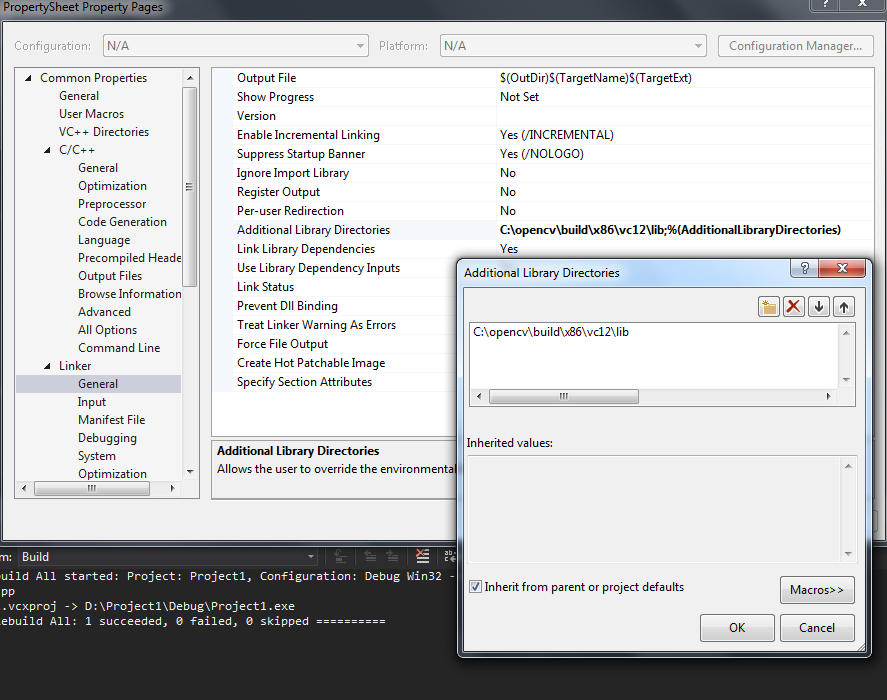 PropertySheet Property Pages
Configuration: N/A Platform: N/A Configuration Manager...
Common Properties
General
User Macros
VC++ Directories
C/C++
General
Optimization
Preprocessor
Code Generation
Language
Precompiled Heade
Output Files
Browse Information
Advanced
All Options
Command Line
Linker
General
Input
Manifest File
Debugging
System
Optimization
Output File $(OutDir)$(TargetName)$(TargetExt)
Show Progress Not Set
Version
Enable Incremental Linking Yes (/INCREMENTAL)
Suppress Startup Banner Yes (/NOLOGO)
Ignore Import Library No
Register Output No
Per-user Redirection No
Additional Library Directories C:\opencv\build\x86\vc12\lib;%(AdditionalLibraryDirectories)
Link Library Dependencies Yes
Use Library Dependency Inputs
Link Status
Prevent Dll Binding
Treat Linker Warning As Errors
Force File Output
Create Hot Patchable Image
Specify Section Attributes
Additional Library Directories
Allows the user to override the environmental
Additional Library Directories
C:\opencv\build\x86\vc12\lib
Inherited values:
Inherit from parent or project defaults
Macros>>
OK Cancel
m: Build
uild All started: Project: Project1, Configuration: Debug Win32 -
pp
.vcxproj -> D:\Project1\Debug\Project1.exe
ebuild All: 1 succeeded, 0 failed, 0 skipped ==========